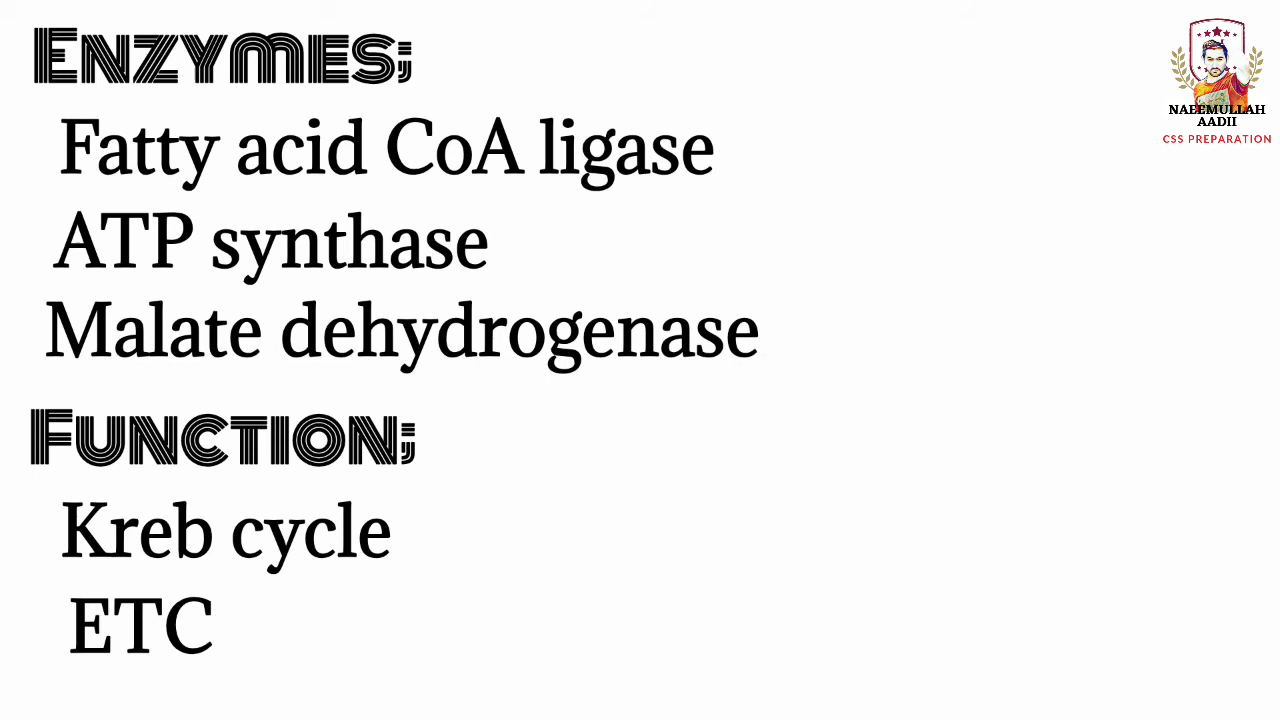 Enzymes;
Fatty acid CoA ligase
ATP synthase
Malate dehydrogenase
Function;
Kreb cycle
ETC
NAEEMULLAH
AADII
CSS PREPARATION